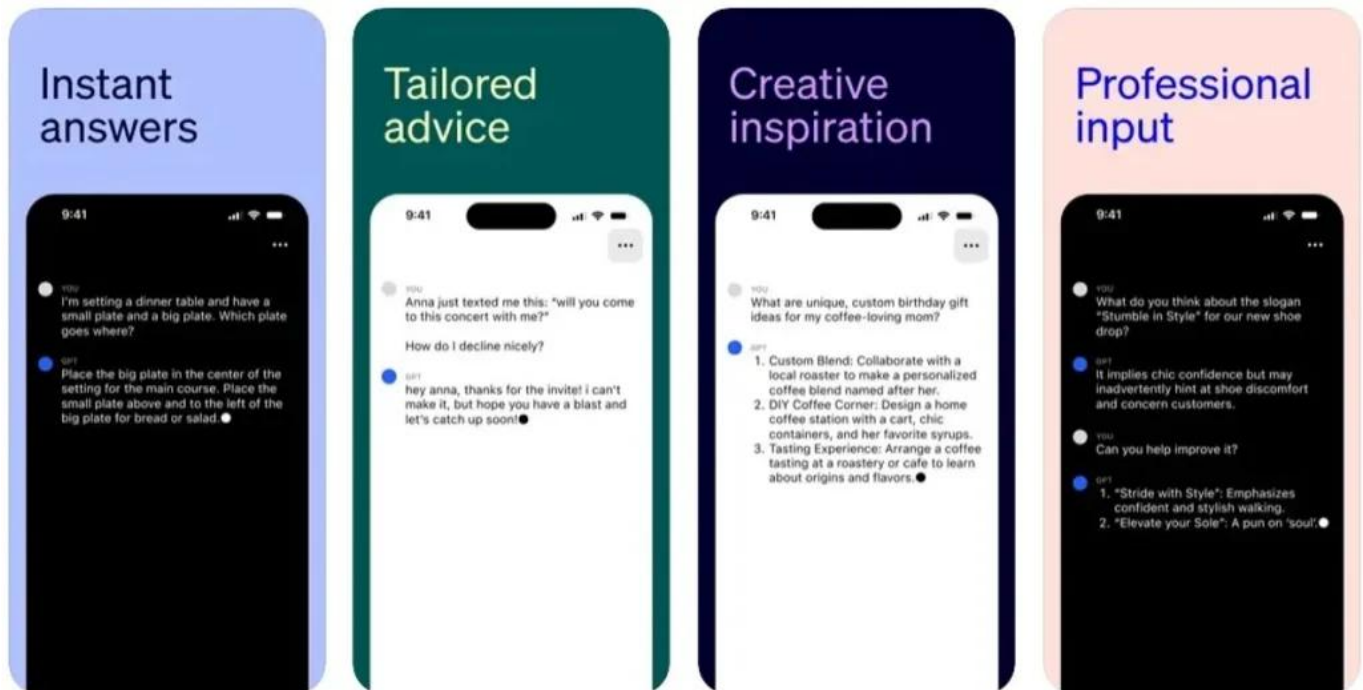 Instant
answers
9:41
YOU
I'm setting a dinner table and have a
small plate and a big plate. Which plate
goes where?
GPT
Place the big plate in the center of the
setting for the main course. Place the
small plate above and to the left of the
big plate for bread or salad.
Tailored
advice
9:41
YOU
Anna just texted me this: "will you come
to this concert with me?"
How do I decline nicely?
GPT
hey anna, thanks for the invite! i can't
make it, but hope you have a blast and
let's catch up soon!
Creative
inspiration
9:41
YOU
What are unique, custom birthday gift
ideas for my coffee-loving mom?
GPT
1. Custom Blend: Collaborate with a
local roaster to make a personalized
coffee blend named after her.
2. DIY Coffee Corner: Design a home
coffee station with a cart, chic
containers, and her favorite syrups.
3. Tasting Experience: Arrange a coffee
tasting at a roastery or cafe to learn
about origins and flavors.
Professional
input
9:41
YOU
What do you think about the slogan
"Stumble in Style" for our new shoe
drop?
GPT
It implies chic confidence but may
inadvertently hint at shoe discomfort
and concern customers.
YOU
Can you help improve it?
GPT
1. "Stride with Style": Emphasizes
confident and stylish walking.
2. "Elevate your Sole": A pun on 'soul'.